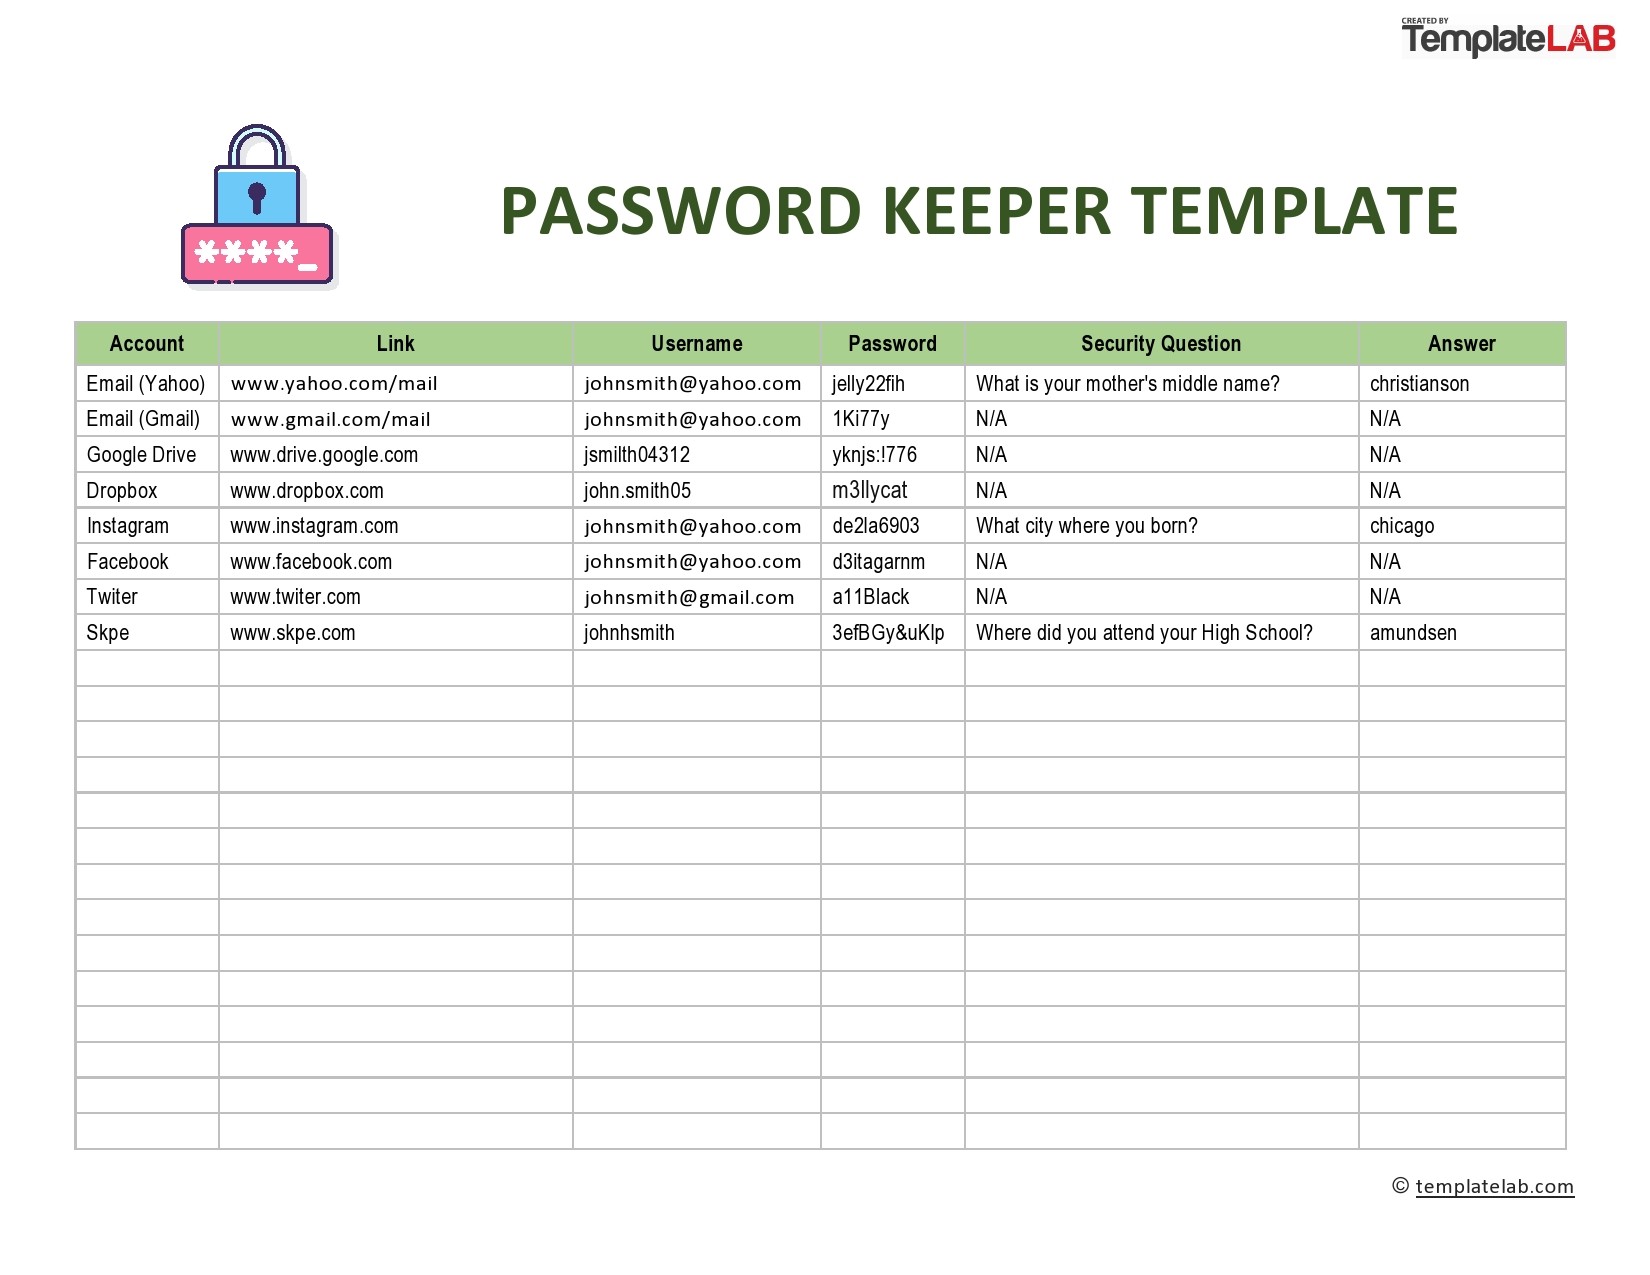 CREATED BY
TemplateLAB
****_
PASSWORD KEEPER TEMPLATE
Account Link Username Password Security Question Answer
Email (Yahoo) www.yahoo.com/mail johnsmith@yahoo.com jelly22fih What is your mother's middle name? christianson
Email (Gmail) www.gmail.com/mail johnsmith@yahoo.com 1Ki77y N/A N/A
Google Drive www.drive.google.com jsmilth04312 yknjs:!776 N/A N/A
Dropbox www.dropbox.com john.smith05 m3llycat N/A N/A
Instagram www.instagram.com johnsmith@yahoo.com de2la6903 What city where you born? chicago
Facebook www.facebook.com johnsmith@yahoo.com d3itagarnm N/A N/A
Twiter www.twiter.com johnsmith@gmail.com a11Black N/A N/A
Skpe www.skpe.com johnhsmith 3efBGy&uKlp Where did you attend your High School? amundsen
© templatelab.com